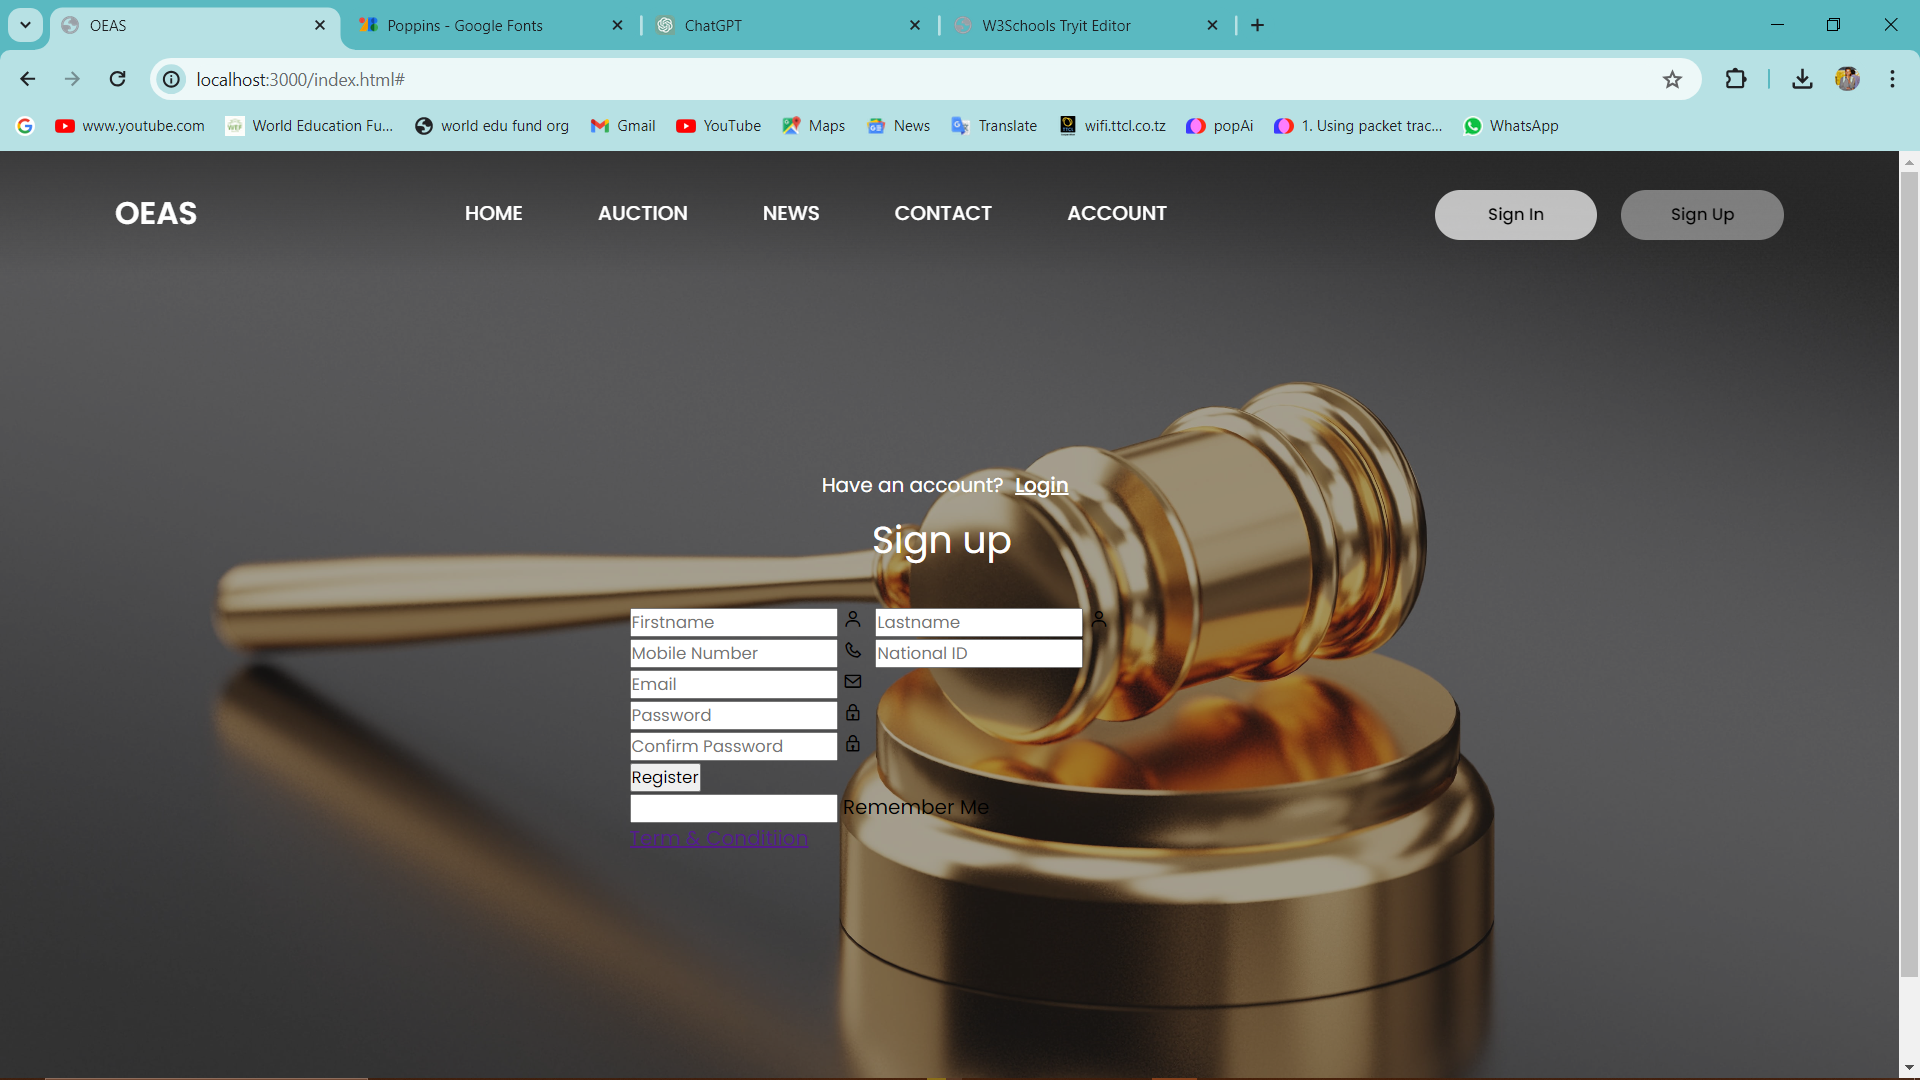 OEAS
Poppins - Google Fonts
ChatGPT
W3Schools Tryit Editor
localhost:3000/index.html#
www.youtube.com
World Education Fu...
world edu fund org
Gmail
YouTube
Maps
News
Translate
wifi.ttcl.co.tz
popAi
1. Using packet trac...
WhatsApp
OEAS
HOME
AUCTION
NEWS
CONTACT
ACCOUNT
Sign In
Sign Up
Have an account? Login
Sign up
Firstname
Lastname
Mobile Number
National ID
Email
Password
Confirm Password
Register
Remember Me
Term & Conditiion